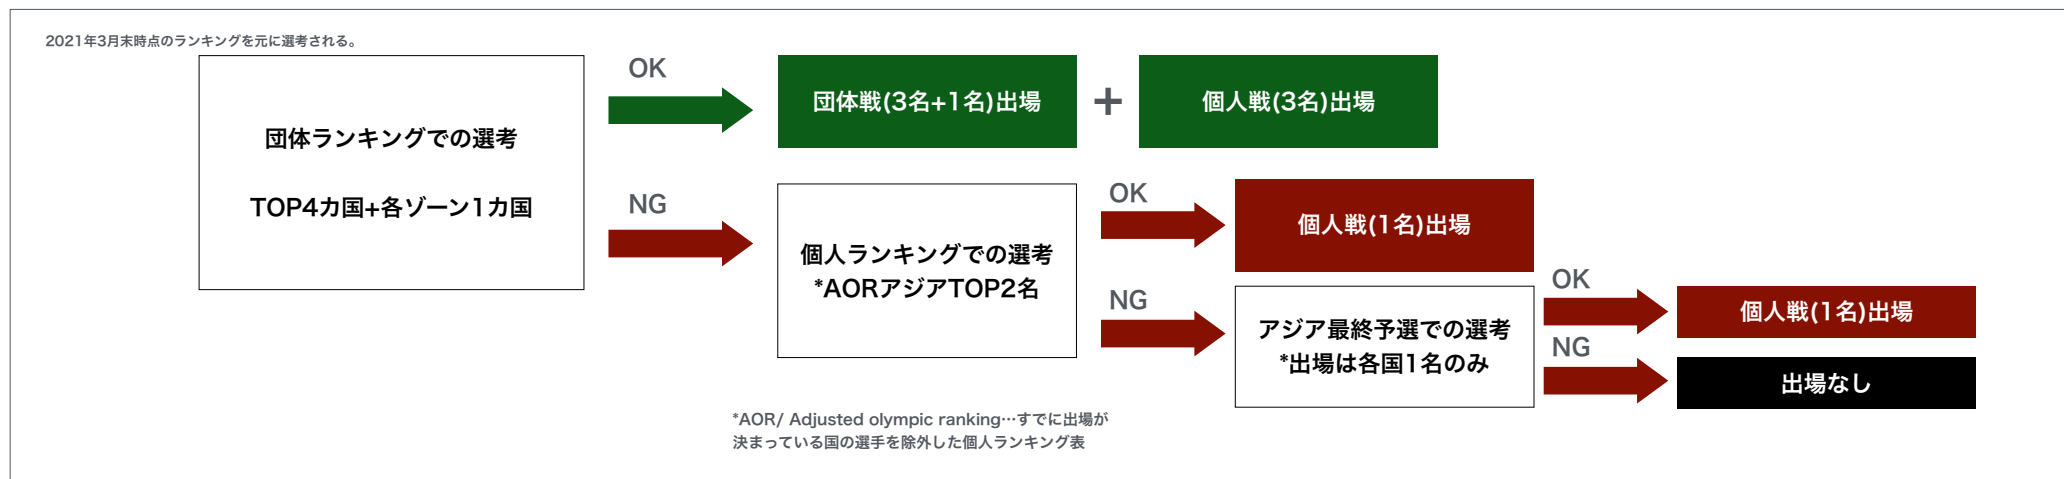 2021年3月末時点のランキングを元に選考される。
団体ランキングでの選考
TOP4カ国+各ゾーン1カ国
OK
団体戦(3名+1名)出場
+
個人戦(3名)出場
NG
個人ランキングでの選考
*AORアジアTOP2名
OK
個人戦(1名)出場
NG
アジア最終予選での選考
*出場は各国1名のみ
OK
個人戦(1名)出場
NG
出場なし
*AOR/ Adjusted olympic ranking…すでに出場が
決まっている国の選手を除外した個人ランキング表